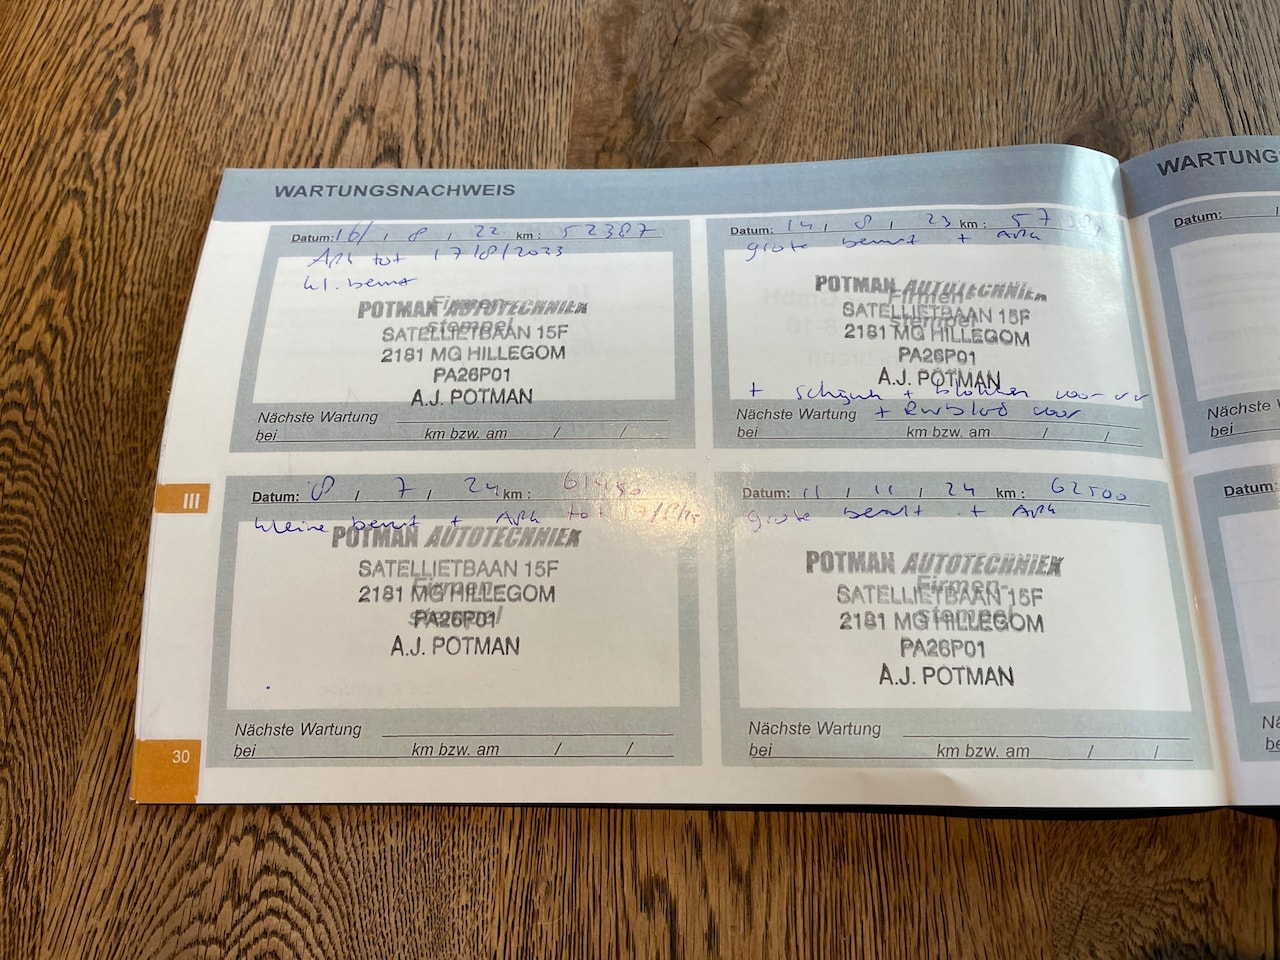 WARTUNGSNACHWEIS
Datum: 16/ / 8 / 22 km : 52387
Apk tot 17/8/2023
kl. beurt
Firmen-
stempel
POTMAN AUTOTECHNIEK
SATELLIETBAAN 15F
2181 MG HILLEGOM
PA26P01
A.J. POTMAN
Nächste Wartung
bei km bzw. am / /
Datum: 14 / 8 / 23 km : 57
grote beurt + Apk
Firmen-
stempel
POTMAN AUTOTECHNIEK
SATELLIETBAAN 15F
2181 MG HILLEGOM
PA26P01
A.J. POTMAN
+ + blokken voor
Nächste Wartung + voor
bei km bzw. am / /
Datum: 8 / 7 / 24 km :
kleine beurt + Apk tot
POTMAN AUTOTECHNIEK
SATELLIETBAAN 15F
Firmen-
stempel
2181 MG HILLEGOM
PA26P01
A.J. POTMAN
Nächste Wartung
bei km bzw. am / /
Datum: 11 / 11 / 24 km : 62500
grote beurt + Apk
POTMAN AUTOTECHNIEK
Firmen-
stempel
SATELLIETBAAN 15F
2181 MG HILLEGOM
PA26P01
A.J. POTMAN
Nächste Wartung
bei km bzw. am / /
III
30
WARTUNGS
Datum:
Nächste W
bei
Datum: